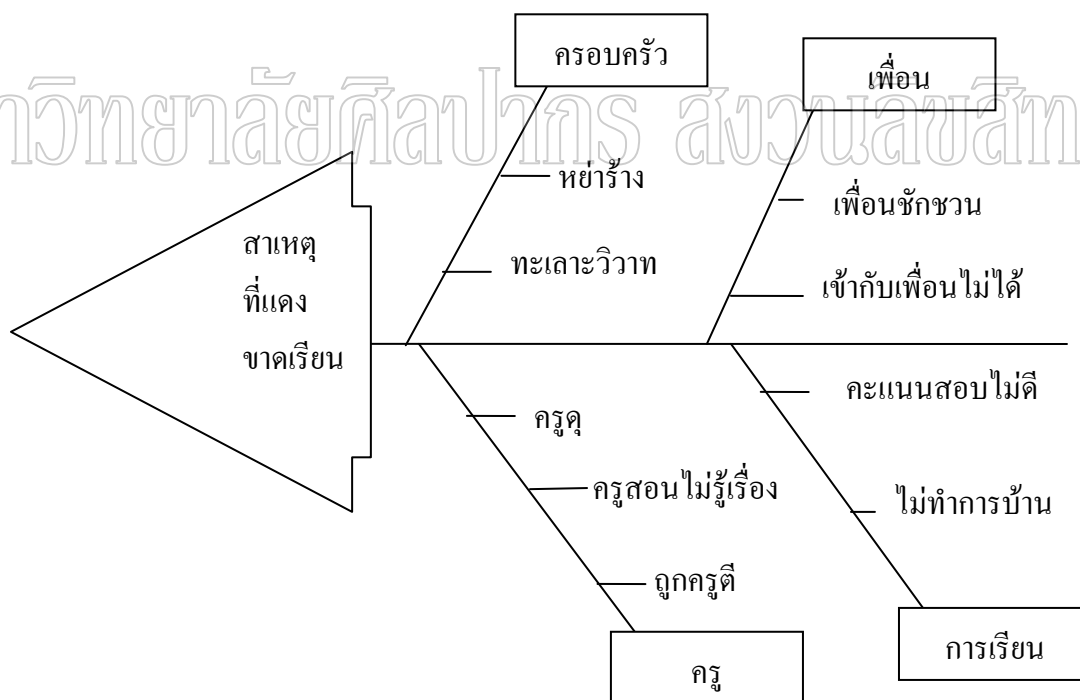 ครอบครัว
เพื่อน
าวิทยาลัยศิลปากร สงวนลิขสิท
หย่าร้าง
เพื่อนชักชวน
ทะเลาะวิวาท
เข้ากับเพื่อนไม่ได้
สาเหตุ
ที่แดง
ขาดเรียน
คะแนนสอบไม่ดี
ครูดุ
ครูสอนไม่รู้เรื่อง
ไม่ทำการบ้าน
ถูกครูตี
การเรียน
ครู